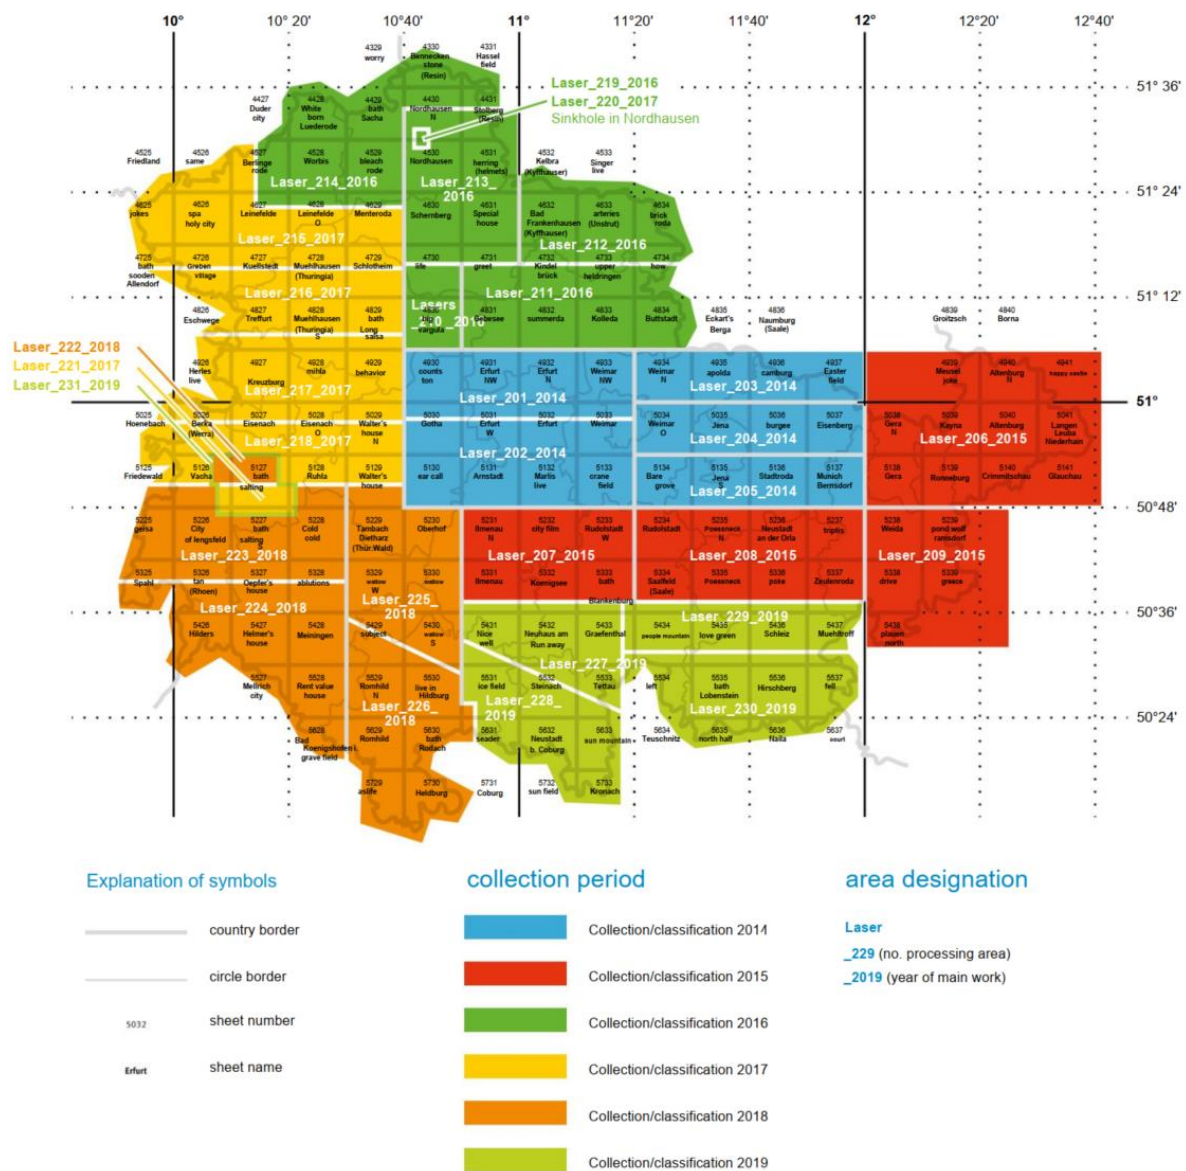 10° 10° 20' 10° 40' 11° 11° 20' 11° 40' 12° 12° 20' 12° 40'
4329 4330 4331
worry Bennecken Hassel
stone field
(Resin)
Laser_219_2016
51° 36'
4427 4428 4429 4430 4431
Duder White bath Nordhausen Stolberg
city born Sacha N (Resin)
Luederode
Laser_220_2017
Sinkhole in Nordhausen
4525 4526 4527 4528 4529 4530 4531 4532 4533
Friedland same Berlinge Worbis bleach Nordhausen herring Kelbra Singer
rode rode (helmets) (Kyffhauser) live
Laser_214_2016 Laser_213_
2016
51° 24'
4625 4626 4627 4628 4629 4630 4631 4632 4633 4634
jokes spa Leinefelde Leinefelde Menteroda Schernberg Special Bad arteries brick
holy city O house Frankenhausen (Unstrut) roda
(Kyffhauser)
Laser_215_2017 Laser_212_2016
4725 4726 4727 4728 4729 4730 4731 4732 4733 4734
bath Greben Kuellstedt Muehlhausen Schlotheim life greet Kindel upper how
sooden village (Thuringia) brück heldringen
Allendorf
Laser_216_2017 Laser_211_2016
51° 12'
Lasers
_210_2016
4826 4827 4828 4829 4830 4831 4832 4833 4834 4835 4836 4839 4840
Eschwege Treffurt Muehlhausen bath big Gebesee summerda Kolleda Buttstadt Eckart's Naumburg Groitzsch Borna
(Thuringia) Long vargula Berga (Saale)
S salsa
Laser_222_2018
Laser_221_2017
Laser_231_2019
4926 4927 4928 4929 4930 4931 4932 4933 4934 4935 4936 4937 4939 4940 4941
Herles Kreuzburg mihla behavior counts Erfurt Erfurt Weimar Weimar apolda camburg Easter Meusel Altenburg happy castle
live ton NW N NW N field joke N
Laser_217_2017 Laser_201_2014 Laser_203_2014
51°
5025 5026 5027 5028 5029 5030 5031 5032 5033 5034 5035 5036 5037 5038 5039 5040 5041
Hoenebach Berka Eisenach Eisenach Walter's Gotha Erfurt Erfurt Weimar Weimar Jena burgee Eisenberg Gera Kayna Altenburg Langen
(Werra) O house W O N Leuba
N Niederhain
Laser_218_2017 Laser_202_2014 Laser_204_2014 Laser_206_2015
5125 5126 5127 5128 5129 5130 5131 5132 5133 5134 5135 5136 5137 5138 5139 5140 5141
Friedewald Vacha bath Ruhla Walter's ear call Arnstadt Marlis crane Bare Jena Stadtroda Munich Gera Ronneburg Crimmitschau Glauchau
salting house live field grove S Bernsdorf
Laser_205_2014
50° 48'
5225 5226 5227 5228 5229 5230 5231 5232 5233 5234 5235 5236 5237 5238 5239
geisa City bath Cold Tambach Oberhof Ilmenau city film Rudolstadt Rudolstadt Poessneck Neustadt triptis Weida pond wolf
of lengsfeld salting cold Dietharz N W N an der Orla ramsdorf
S (Thür.Wald)
Laser_223_2018 Laser_207_2015 Laser_208_2015 Laser_209_2015
5325 5326 5327 5328 5329 5330 5331 5332 5333 5334 5335 5336 5337 5338 5339
Spahl tan Oepfer's ablutions wallow wallow Ilmenau Koenigsee bath Saalfeld Poesseneck poke Zeulenroda drive greece
(Rhoen) house W Blankenburg (Saale)
Laser_224_2018 Laser_225_
2018
Laser_229_2019
50° 36'
5426 5427 5428 5429 5430 5431 5432 5433 5434 5435 5436 5437 5438
Hilders Helmer's Meiningen subject wallow Nice Neuhaus am Graefenthal people mountain love green Schleiz Muehltroff plauen
house S well Run away north
Laser_227_2019
5527 5528 5529 5530 5531 5532 5533 5534 5535 5536 5537
Mellrich Rent value Romhild live in ice field Steinach Tettau left bath Hirschberg fell
city house N Hildburg Lobenstein
Laser_226_
2018
Laser_228_
2019
Laser_230_2019
50° 24'
5628 5629 5630 5631 5632 5633 5634 5635 5636 5637
Bad Romhild bath seader Neustadt sun mountain Teuschnitz north half Naila court
Koenigshofen i. Rodach b. Coburg
grave field
5729 5730 5731 5732 5733
aslife Heldburg Coburg sun field Kronach
Explanation of symbols
country border
circle border
5032 sheet number
Erfurt sheet name
collection period
Collection/classification 2014
Collection/classification 2015
Collection/classification 2016
Collection/classification 2017
Collection/classification 2018
Collection/classification 2019
area designation
Laser
_229 (no. processing area)
_2019 (year of main work)